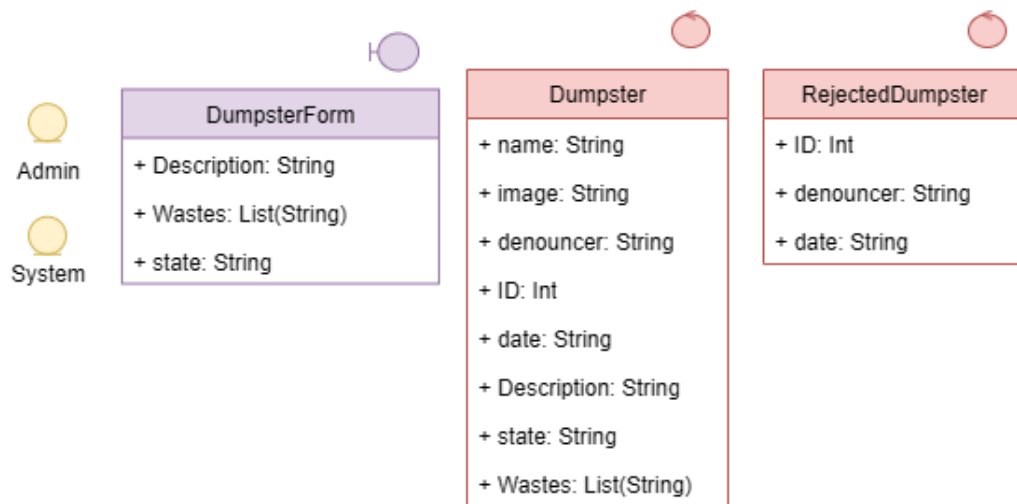 Admin
System
DumpsterForm
+ Description: String
+ Wastes: List(String)
+ state: String
Dumpster
+ name: String
+ image: String
+ denouncer: String
+ ID: Int
+ date: String
+ Description: String
+ state: String
+ Wastes: List(String)
RejectedDumpster
+ ID: Int
+ denouncer: String
+ date: String